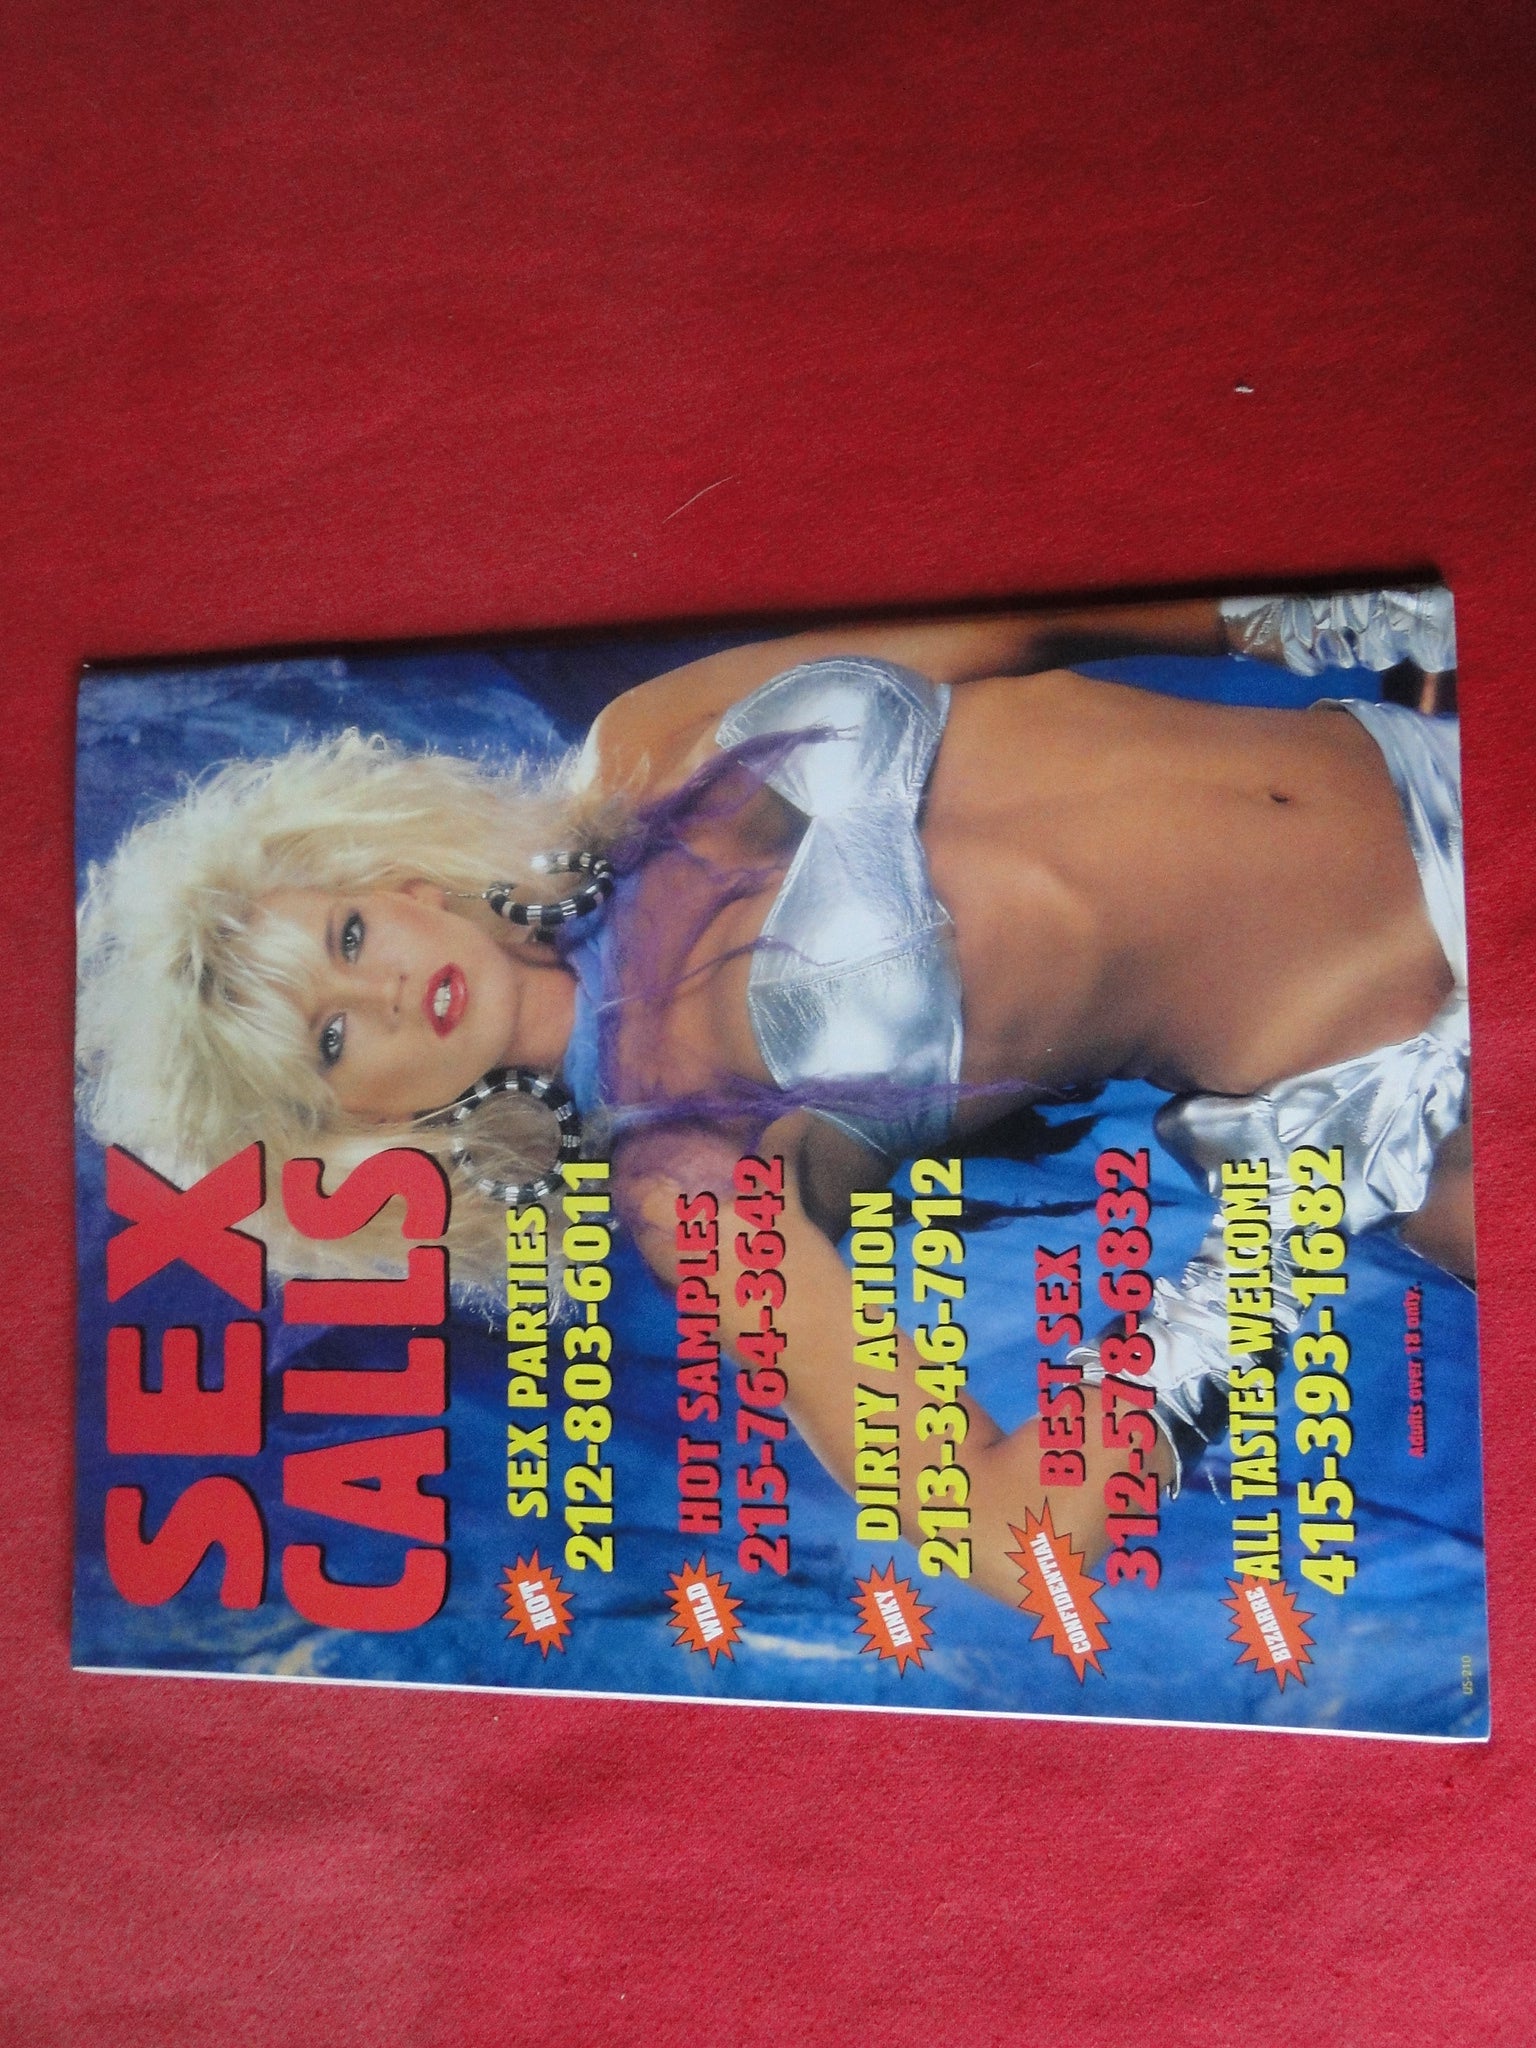 SEX
CALLS
HOT
SEX PARTIES
212-803-6011
WILD
HOT SAMPLES
215-764-3642
KINKY
DIRTY ACTION
213-346-7912
CONFIDENTIAL
BEST SEX
312-578-6832
BIZARRE
ALL TASTES WELCOME
415-393-1682
Adults over 18 only.
US-210